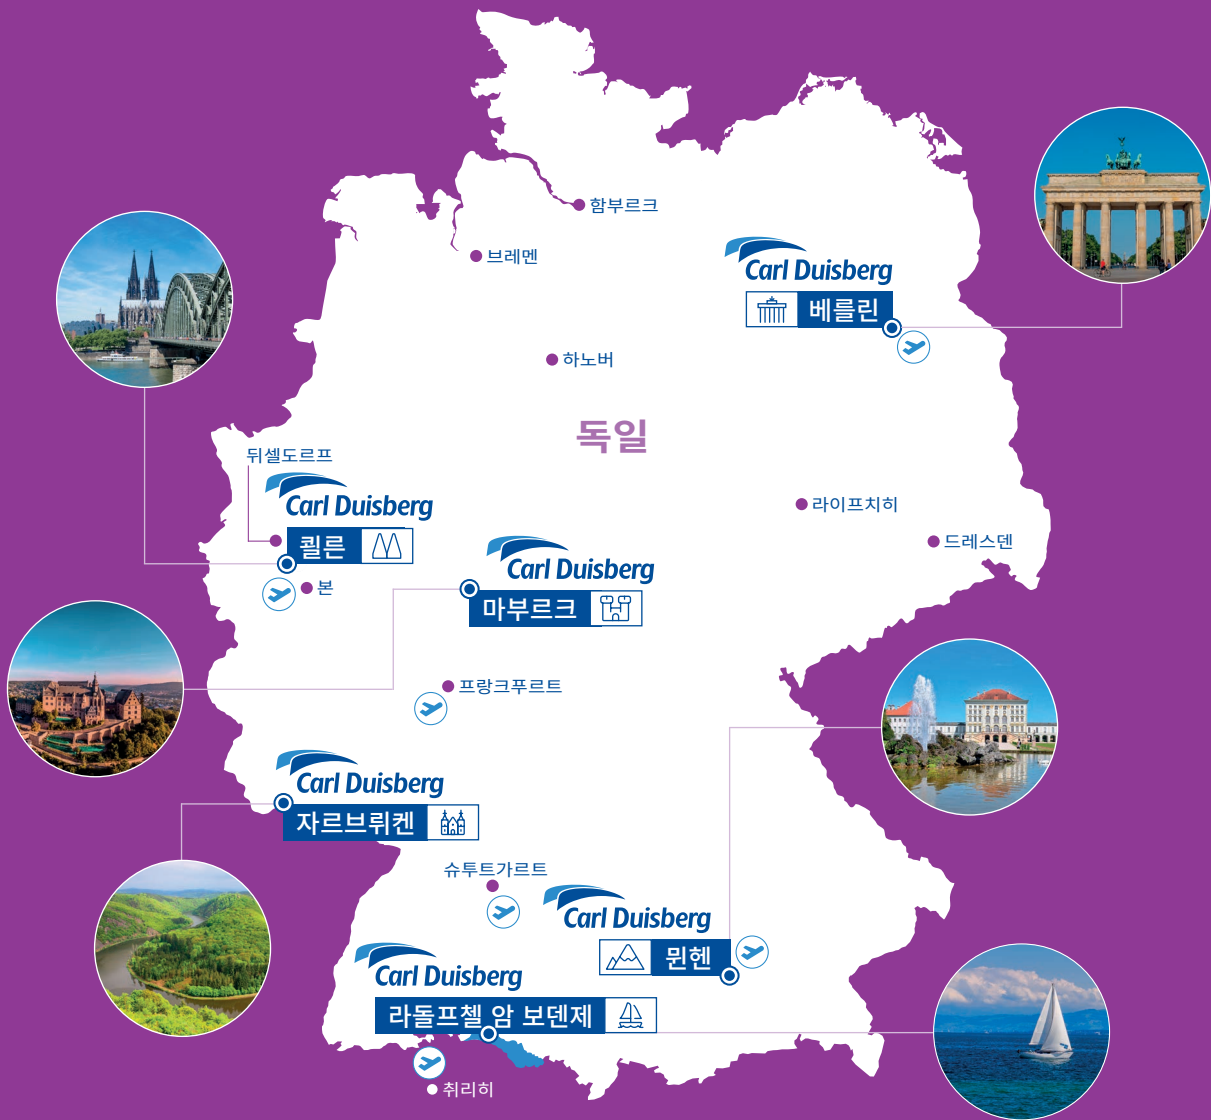 함부르크
브레멘
Carl Duisberg
베를린
하노버
독일
뒤셀도르프
Carl Duisberg
쾰른
본
라이프치히
드레스덴
Carl Duisberg
마부르크
프랑크푸르트
Carl Duisberg
자르브뤼켄
슈투트가르트
Carl Duisberg
뮌헨
Carl Duisberg
라돌프첼 암 보덴제
취리히